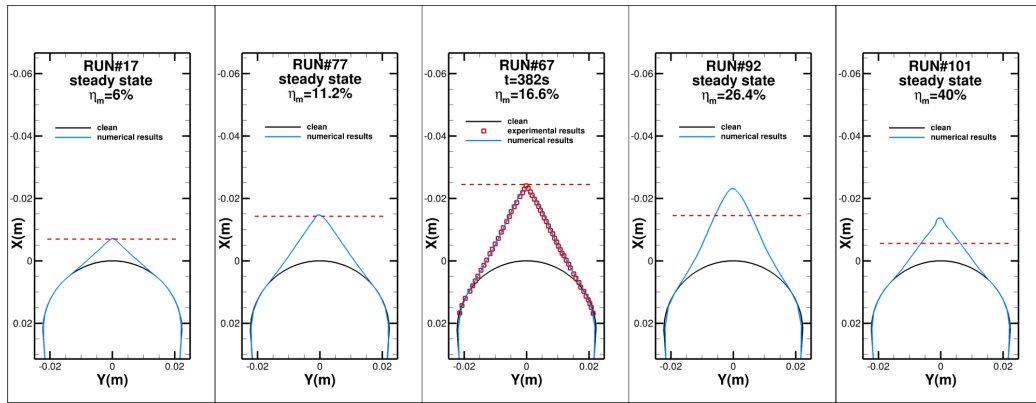 RUN#17
steady state
ηm=6%
clean
numerical results
-0.06
-0.04
-0.02
0
0.02
X(m)
-0.02
0
0.02
Y(m)
RUN#77
steady state
ηm=11.2%
clean
numerical results
-0.06
-0.04
-0.02
0
0.02
X(m)
-0.02
0
0.02
Y(m)
RUN#67
t=382s
ηm=16.6%
clean
experimental results
numerical results
-0.06
-0.04
-0.02
0
0.02
X(m)
-0.02
0
0.02
Y(m)
RUN#92
steady state
ηm=26.4%
clean
numerical results
-0.06
-0.04
-0.02
0
0.02
X(m)
-0.02
0
0.02
Y(m)
RUN#101
steady state
ηm=40%
clean
numerical results
-0.06
-0.04
-0.02
0
0.02
X(m)
-0.02
0
0.02
Y(m)